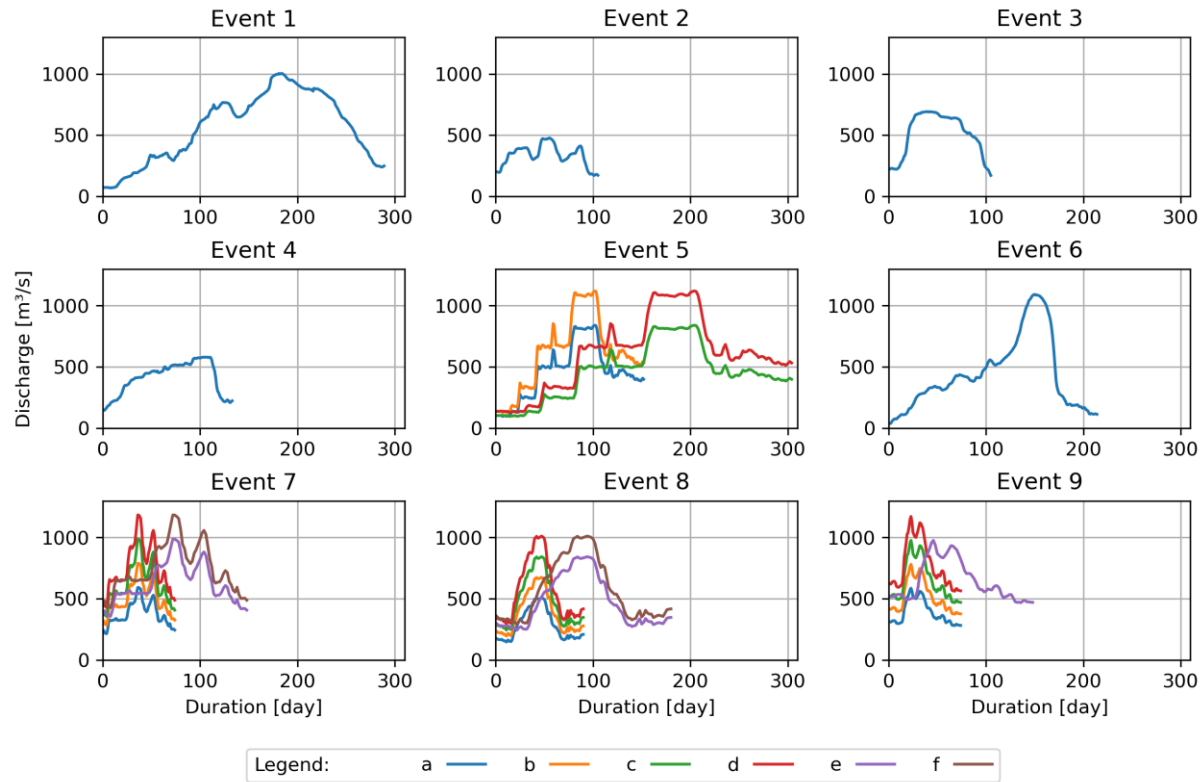 Event 1 Event 2 Event 3
1000 1000 1000
500 500 500
0 0 0
0 100 200 300 0 100 200 300 0 100 200 300
Event 4 Event 5 Event 6
Discharge [m³/s]
1000 1000 1000
500 500 500
0 0 0
0 100 200 300 0 100 200 300 0 100 200 300
Event 7 Event 8 Event 9
1000 1000 1000
500 500 500
0 0 0
0 100 200 300 0 100 200 300 0 100 200 300
Duration [day] Duration [day] Duration [day]
Legend: a b c d e f